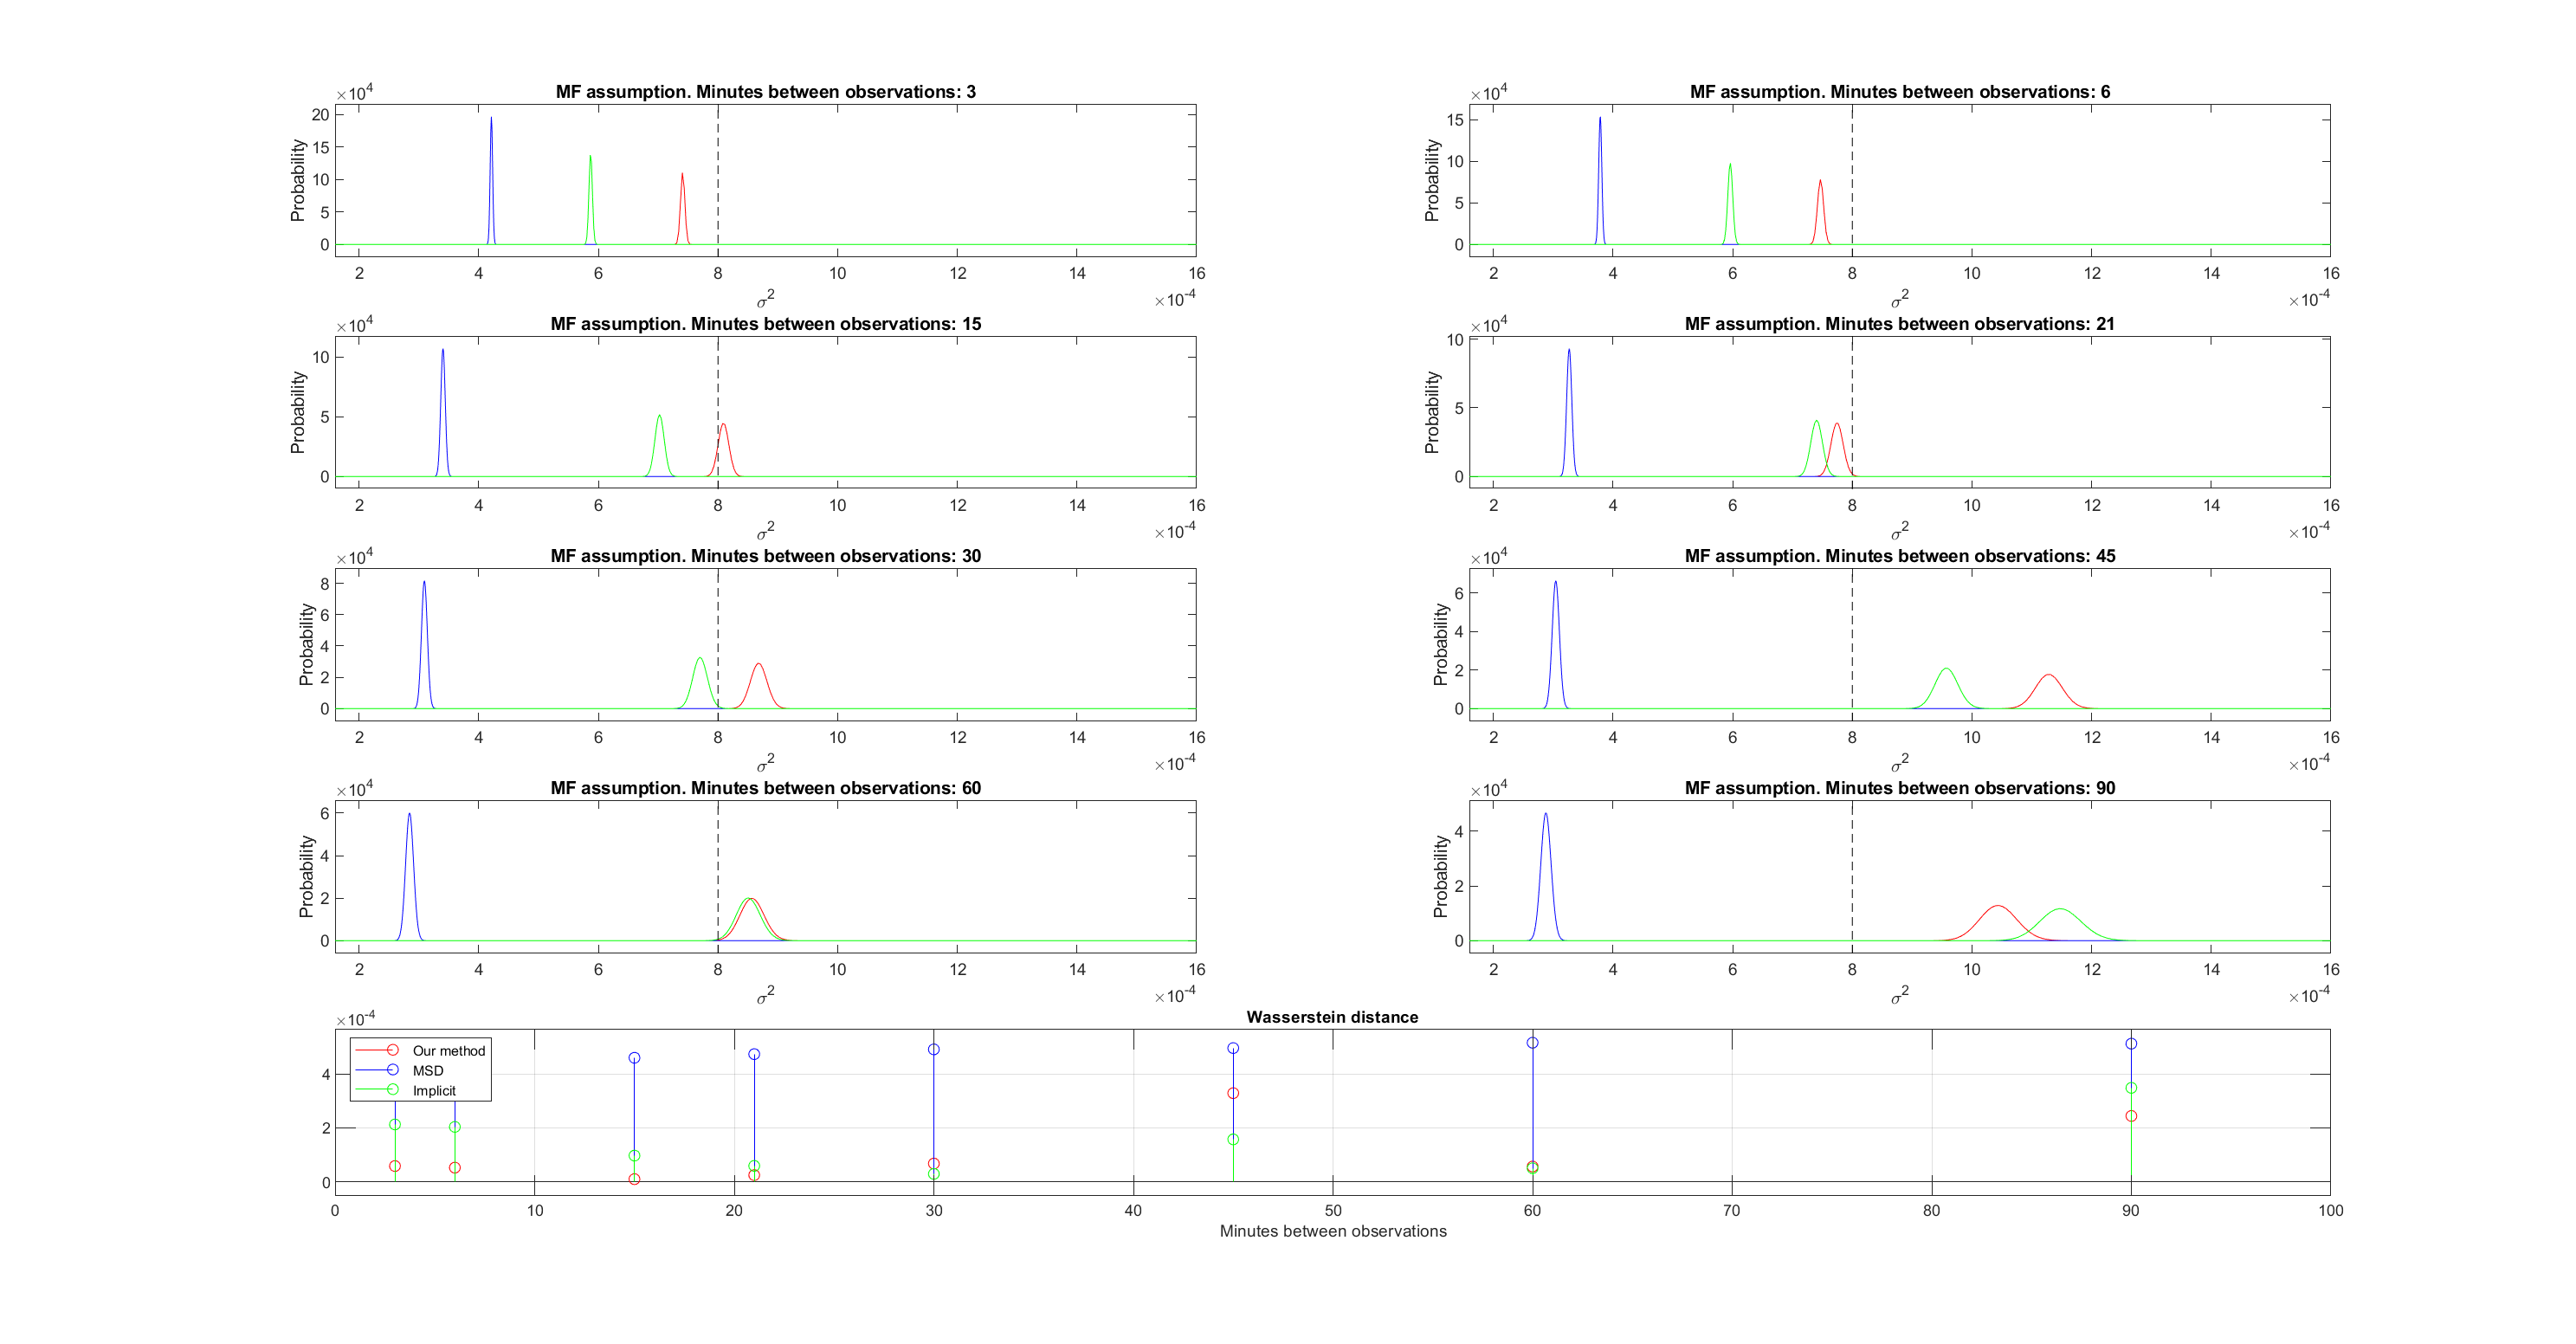 MF assumption. Minutes between observations: 3
×10^4
Probability
20
15
10
5
0
2 4 6 8 10 12 14 16
σ^2
×10^-4
MF assumption. Minutes between observations: 6
×10^4
Probability
15
10
5
0
2 4 6 8 10 12 14 16
σ^2
×10^-4
MF assumption. Minutes between observations: 15
×10^4
Probability
10
5
0
2 4 6 8 10 12 14 16
σ^2
×10^-4
MF assumption. Minutes between observations: 21
×10^4
Probability
10
5
0
2 4 6 8 10 12 14 16
σ^2
×10^-4
MF assumption. Minutes between observations: 30
×10^4
Probability
8
6
4
2
0
2 4 6 8 10 12 14 16
σ^2
×10^-4
MF assumption. Minutes between observations: 45
×10^4
Probability
6
4
2
0
2 4 6 8 10 12 14 16
σ^2
×10^-4
MF assumption. Minutes between observations: 60
×10^4
Probability
6
4
2
0
2 4 6 8 10 12 14 16
σ^2
×10^-4
MF assumption. Minutes between observations: 90
×10^4
Probability
4
2
0
2 4 6 8 10 12 14 16
σ^2
×10^-4
Wasserstein distance
×10^-4
Our method
MSD
Implicit
4
2
0
0 10 20 30 40 50 60 70 80 90 100
Minutes between observations